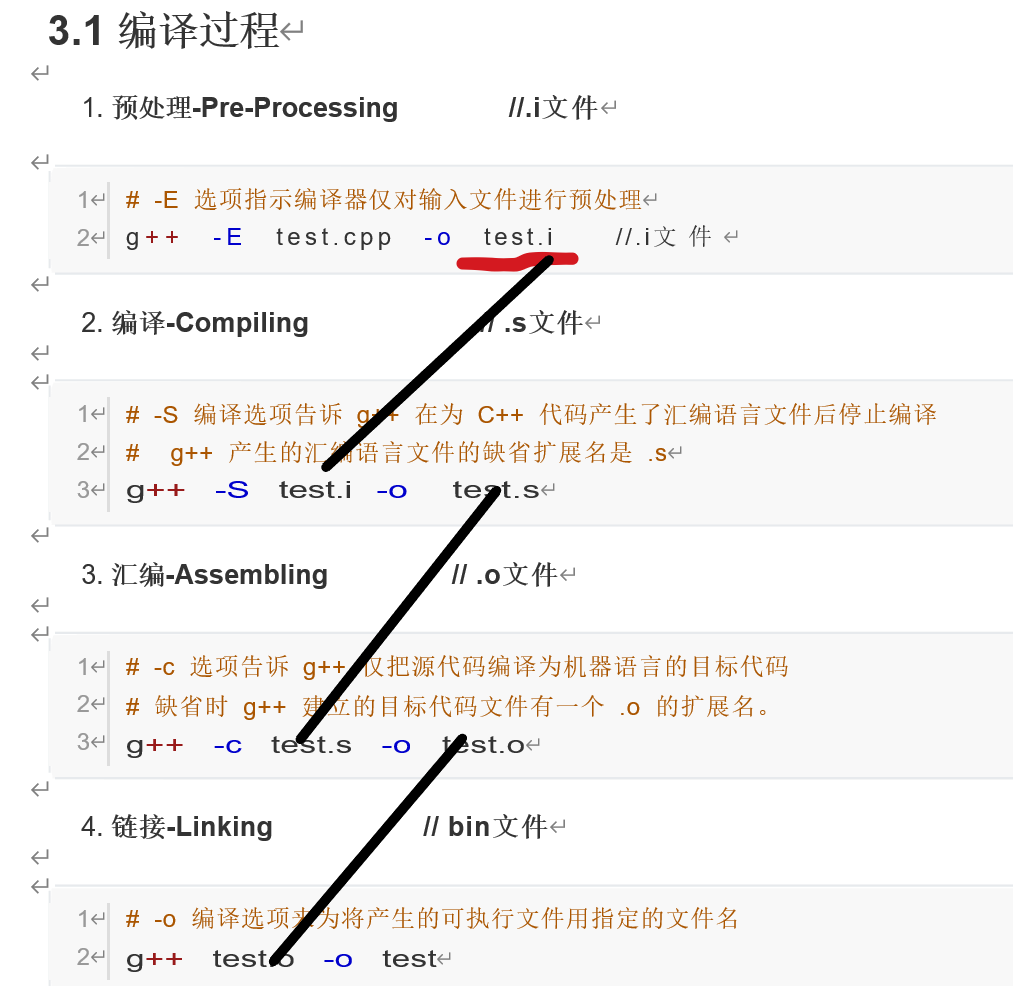 3.1 编译过程
1. 预处理-Pre-Processing //.i文件
1 # -E 选项指示编译器仅对输入文件进行预处理
2 g++ -E test.cpp -o test.i //.i文 件
2. 编译-Compiling // .s文件
1 # -S 编译选项告诉 g++ 在为 C++ 代码产生了汇编语言文件后停止编译
2 # g++ 产生的汇编语言文件的缺省扩展名是 .s
3 g++ -S test.i -o test.s
3. 汇编-Assembling // .o文件
1 # -c 选项告诉 g++ 仅把源代码编译为机器语言的目标代码
2 # 缺省时 g++ 建立的目标代码文件有一个 .o 的扩展名。
3 g++ -c test.s -o test.o
4. 链接-Linking // bin文件
1 # -o 编译选项来为将产生的可执行文件用指定的文件名
2 g++ test.o -o test